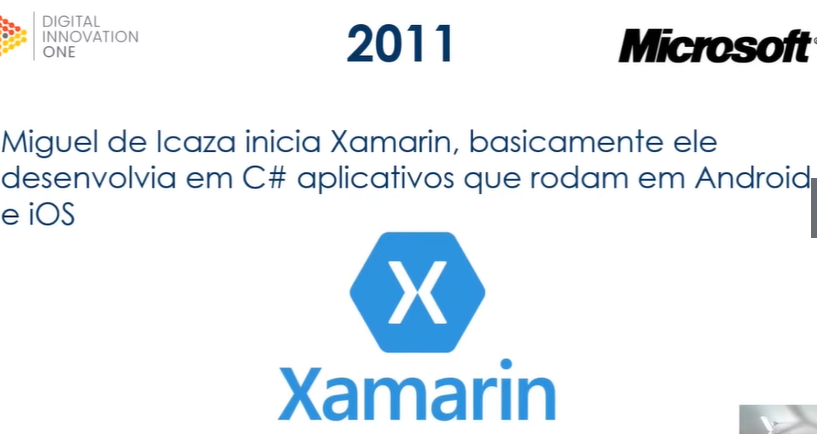 DIGITAL
INNOVATION
ONE
2011
Microsoft
Miguel de Icaza inicia Xamarin, basicamente ele
desenvolvia em C# aplicativos que rodam em Android
e iOS
X
Xamarin